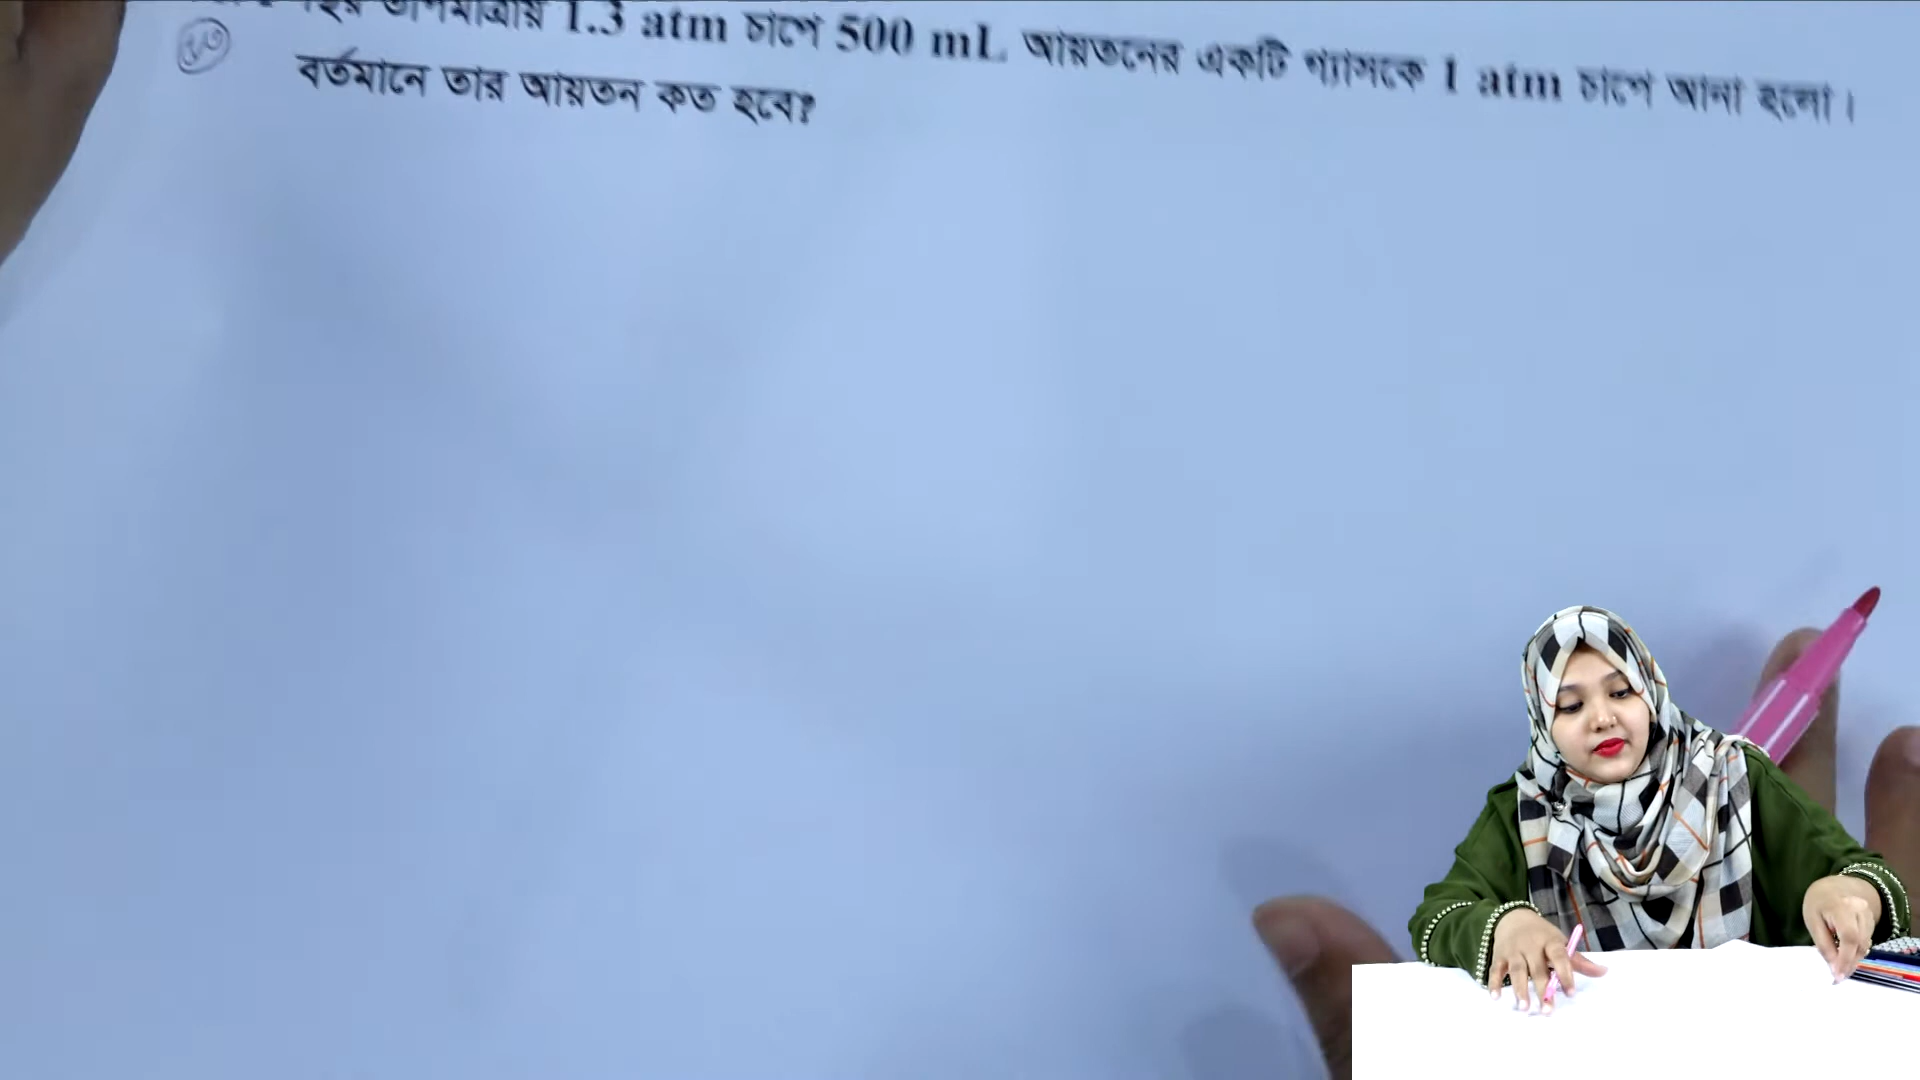 তাপমাত্রায় 1.3 atm চাপে 500 mL আয়তনের একটি গ্যাসকে 1 atm চাপে আনা হলো।
বর্তমানে তার আয়তন কত হবে?